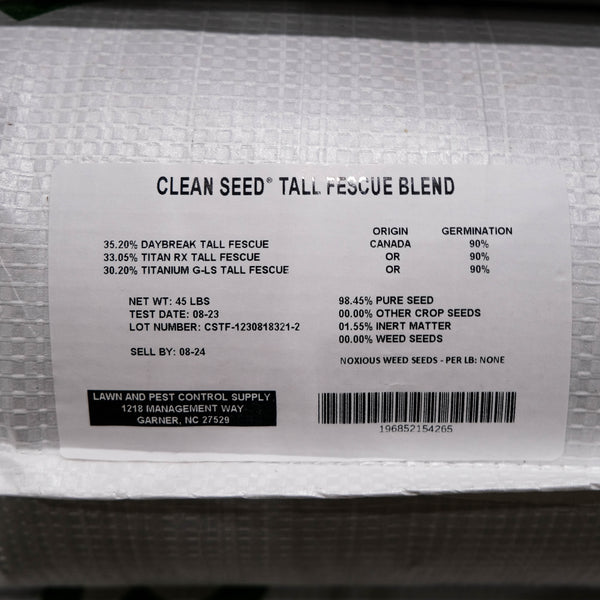 CLEAN SEED® TALL FESCUE BLEND
ORIGIN GERMINATION
35.20% DAYBREAK TALL FESCUE CANADA 90%
33.05% TITAN RX TALL FESCUE OR 90%
30.20% TITANIUM G-LS TALL FESCUE OR 90%
NET WT: 45 LBS 98.45% PURE SEED
TEST DATE: 08-23 00.00% OTHER CROP SEEDS
LOT NUMBER: CSTF-1230818321-2 01.55% INERT MATTER
00.00% WEED SEEDS
SELL BY: 08-24
NOXIOUS WEED SEEDS - PER LB: NONE
LAWN AND PEST CONTROL SUPPLY
1218 MANAGEMENT WAY
GARNER, NC 27529
196852154265